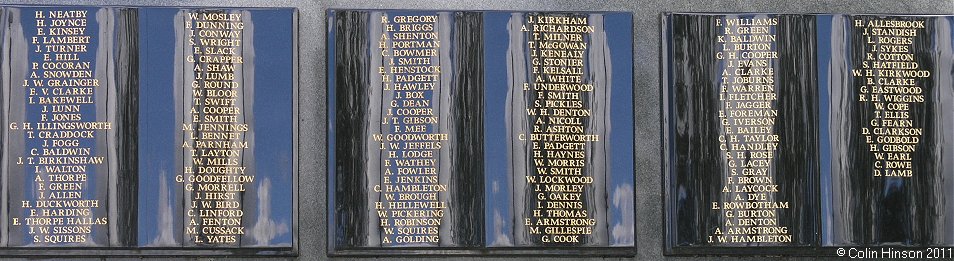 H. NEATBY
H. JOYNCE
E. KINSEY
F. LAMBERT
J. TURNER
E. HILL
P. COCORAN
A. SNOWDEN
J. W. GRAINGER
E. V. CLARKE
I. BAKEWELL
J. LUNN
F. JONES
G. H. ILLINGSWORTH
T. CRADDOCK
J. FOGG
C. BALDWIN
J. T. BIRKINSHAW
I. WALTON
A. THORPE
F. GREEN
J. ALLEN
H. DUCKWORTH
E. HARDING
E. THORPE HALLAS
J. W. SISSONS
S. SQUIRES
W. MOSLEY
F. DUNNING
J. CONWAY
S. WRIGHT
F. SLACK
G. CRAPPER
A. SHAW
J. LUMB
G. ROUND
W. BLOOR
T. SWIFT
A. COOPER
E. SMITH
M. JENNINGS
L. BENNET
A. PARNHAM
T. LAYTON
W. MILLS
H. DOUGHTY
G. GOODFELLOW
G. MORRELL
J. HIRST
J. W. BIRD
C. LINFORD
A. FENTON
M. CUSSACK
L. YATES
R. GREGORY
H. BRIGGS
A. SHENTON
H. PORTMAN
C. BOWMER
J. SMITH
E. HENSTOCK
H. PADGETT
J. HAWLEY
J. BOX
G. DEAN
J. COOPER
J. T. GIBSON
F. MEE
W. GOODWORTH
J. W. JEFFELS
H. LODGE
F. WATHEY
A. FOWLER
E. JENKINS
C. HAMBLETON
W. BROUGH
H. HELLEWELL
W. PICKERING
H. ROBINSON
W. SQUIRES
A. GOLDING
J. KIRKHAM
A. RICHARDSON
T. MILNER
T. McGOWAN
J. KENEALY
G. STONIER
F. KEISALL
A. WHITE
F. UNDERWOOD
F. SMITH
S. PICKLES
W. H. DENTON
A. NICOLL
R. ASHTON
C. BUTTERWORTH
E. PADGETT
H. HAYNES
W. MORRIS
W. SMITH
W. LOCKWOOD
J. MORLEY
G. OAKEY
I. DENNIS
H. THOMAS
E. ARMSTRONG
M. GILLESPIE
G. COOK
F. WILLIAMS
R. GREEN
K. BALDWIN
L. BURTON
G. H. COOPER
J. EVANS
A. CLARKE
T. JOBURNS
F. WARREN
I. FLETCHER
F. JAGGER
E. FOREMAN
G. IVERSON
E. BAILEY
C. H. TAYLOR
C. HANDLEY
S. H. ROSE
G. LACEY
S. GRAY
F. BROWN
A. LAYCOCK
A. DYE
E. ROWBOTHAM
G. BURTON
A. DENTON
A. ARMSTRONG
J. W. HAMBLETON
H. ALLESBROOK
J. STANDISH
L. ROGERS
J. SYKES
R. COTTON
S. HATFIELD
W. H. KIRKWOOD
B. CLARKE
G. EASTWOOD
R. H. WIGGINS
W. COPE
T. ELLIS
G. FEARN
D. CLARKSON
E. GODBOLD
H. GIBSON
W. EARL
C. ROWE
D. LAMB
© Colin Hinson 2011